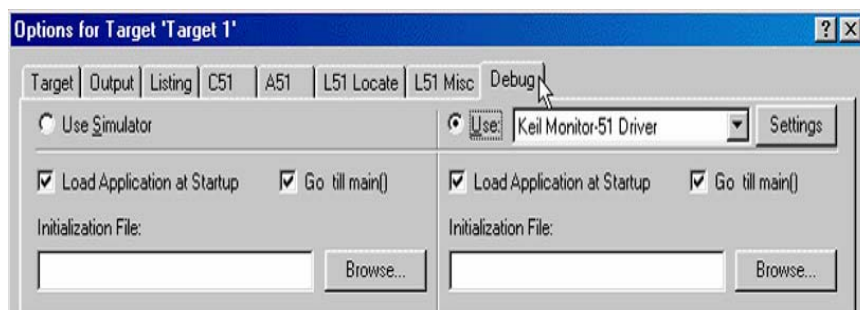 Options for Target 'Target 1'
Target Output Listing C51 A51 L51 Locate L51 Misc Debug
Use Simulator
Use: Keil Monitor-51 Driver Settings
Load Application at Startup Go till main()
Load Application at Startup Go till main()
Initialization File:
Initialization File:
Browse...
Browse...